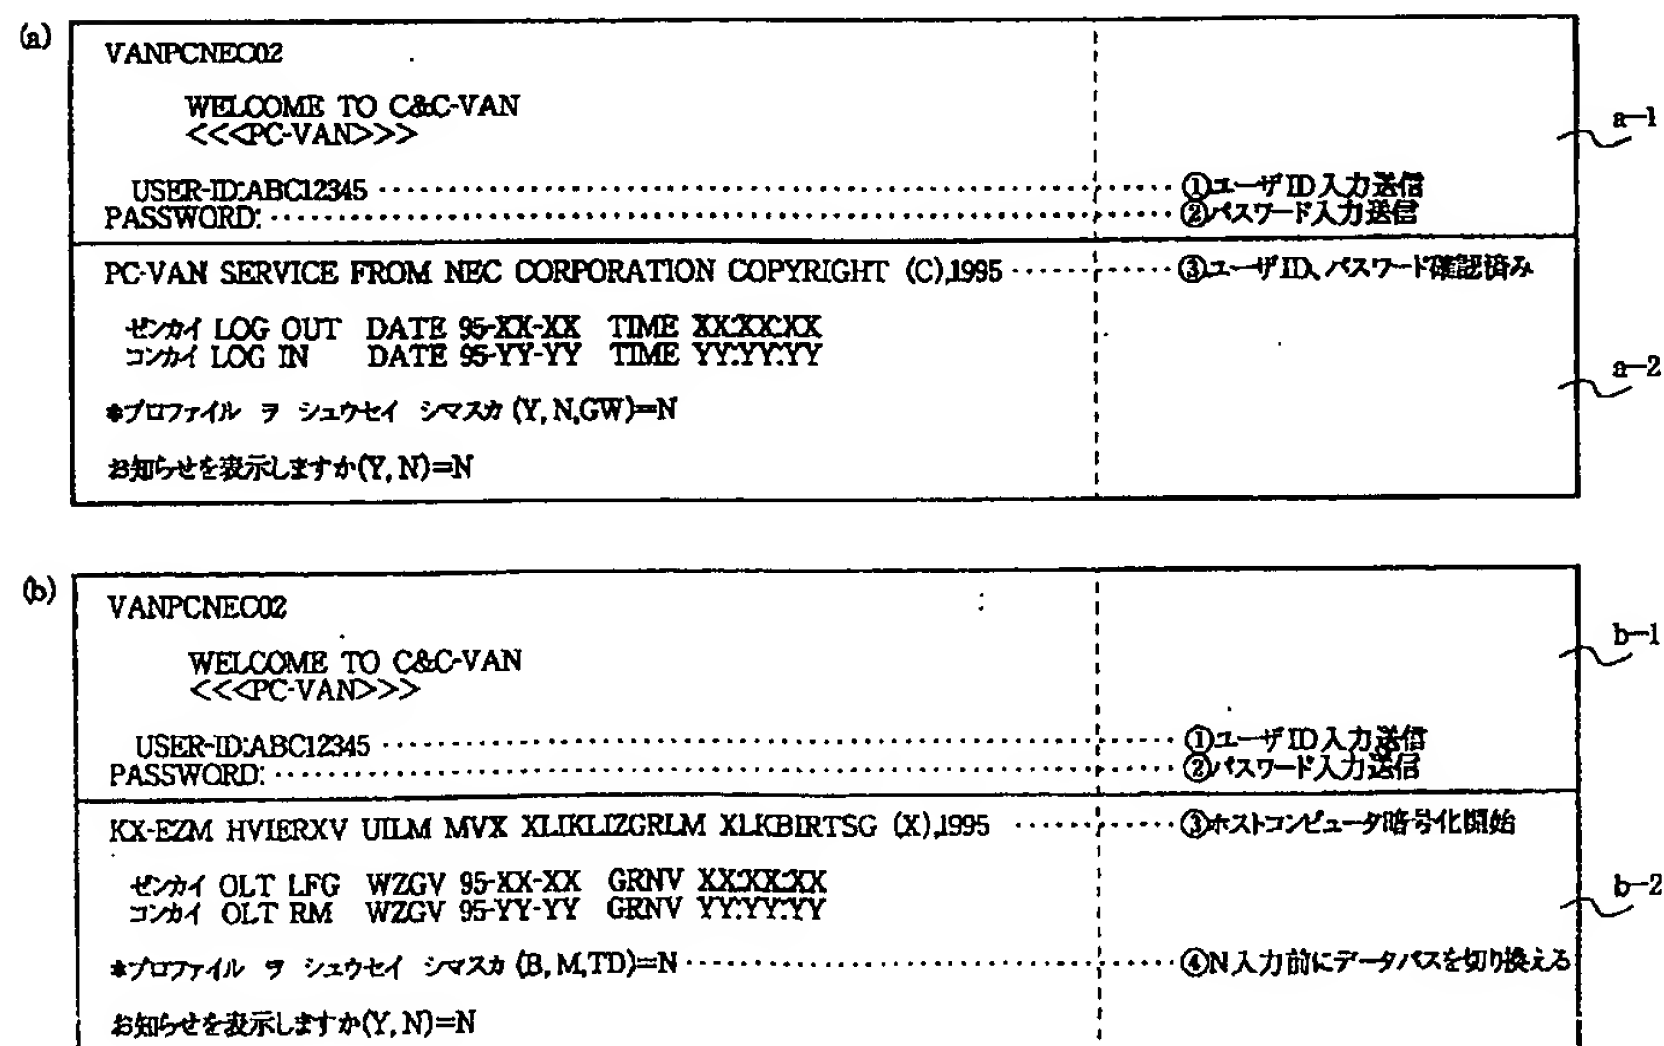 (a)
VANPCNEC02
WELCOME TO C&C-VAN
<<<PC-VAN>>>
a-1
USER-ID:ABC12345 ①ユーザID入力送信
PASSWORD: ②パスワード入力送信
PC-VAN SERVICE FROM NEC CORPORATION COPYRIGHT (C),1995 ③ユーザID、パスワード確認済み
ゼンカイ LOG OUT DATE 95-XX-XX TIME XX:XX:XX
コンカイ LOG IN DATE 95-YY-YY TIME YY:YY:YY
a-2
*プロファイル ヲ シュウセイ シマスカ (Y, N,GW)=N
お知らせを表示しますか(Y, N)=N
(b)
VANPCNEC02
b-1
WELCOME TO C&C-VAN
<<<PC-VAN>>>
USER-ID:ABC12345 ①ユーザID入力送信
PASSWORD: ②パスワード入力送信
KX-EZM HVIERXV UILM MVX XLIKLIZGRLM XLKBIRTSG (X),1995 ③ホストコンピュータ暗号化開始
ゼンカイ OLT LFG WZGV 95-XX-XX GRNV XX:XX:XX
b-2
コンカイ OLT RM WZGV 95-YY-YY GRNV YY:YY:YY
*プロファイル ヲ シュウセイ シマスカ (B, M,TD)=N ④N入力前にデータパスを切り換える
お知らせを表示しますか(Y, N)=N